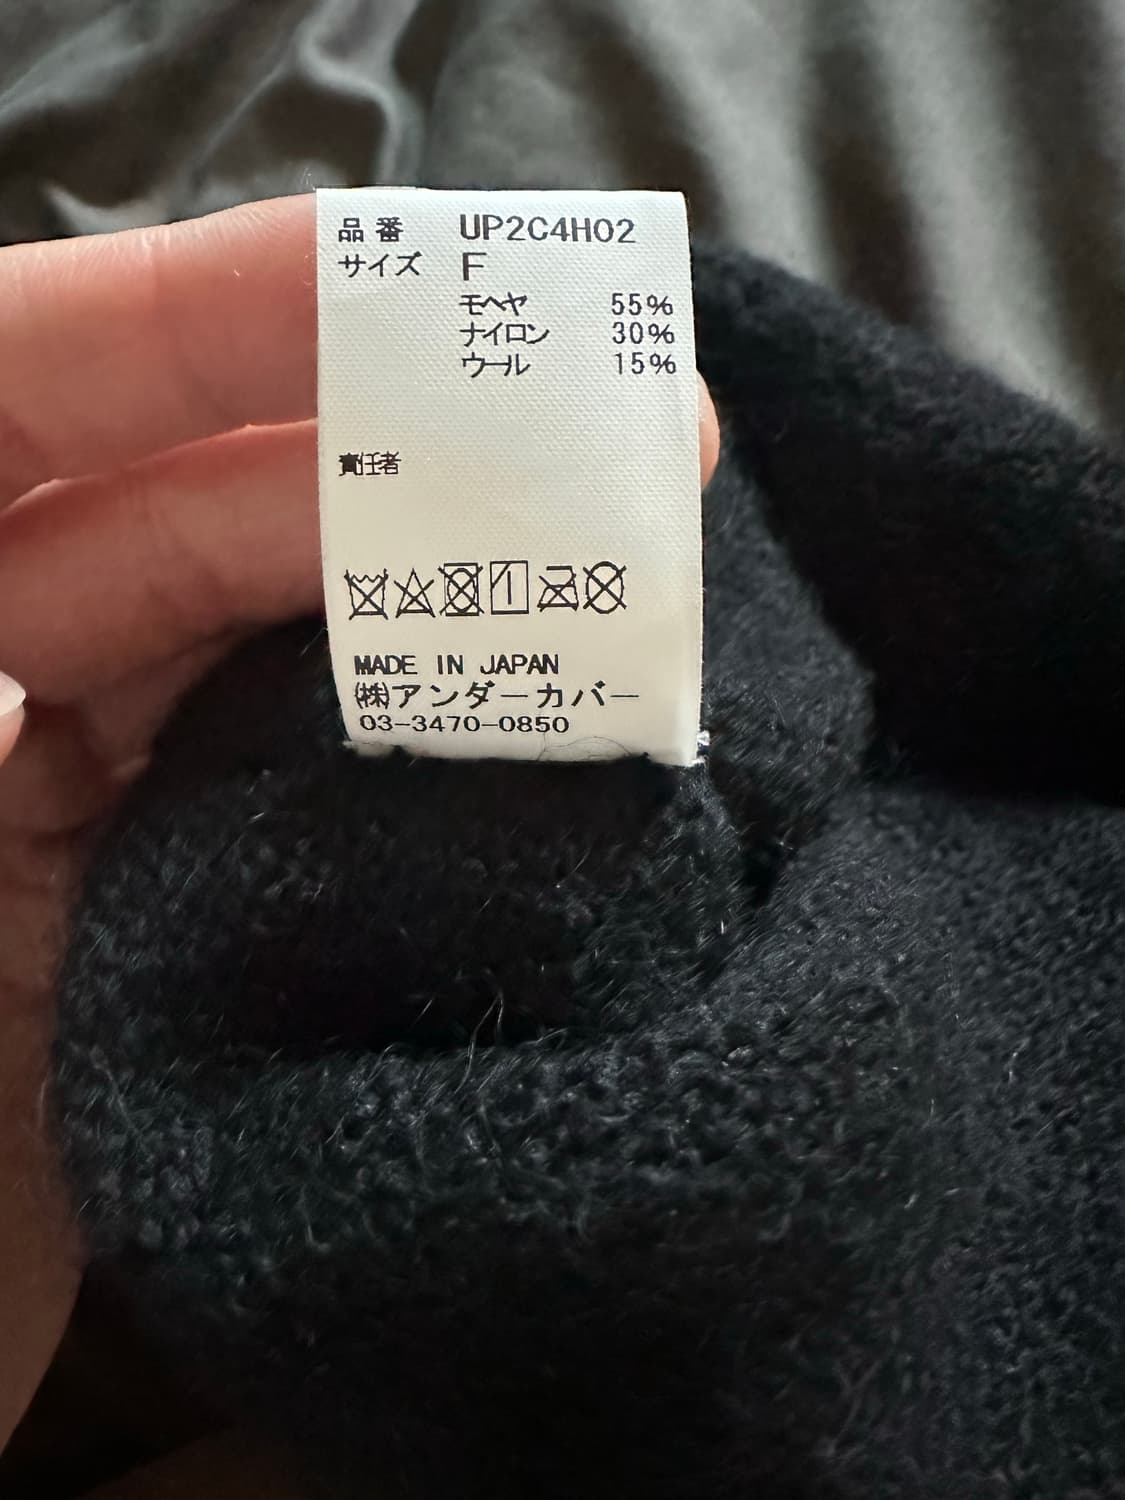 品番 UP2C4H02
サイズ F
モヘヤ 55%
ナイロン 30%
ウール 15%
責任者
MADE IN JAPAN
㈱アンダーカバー
03-3470-0850